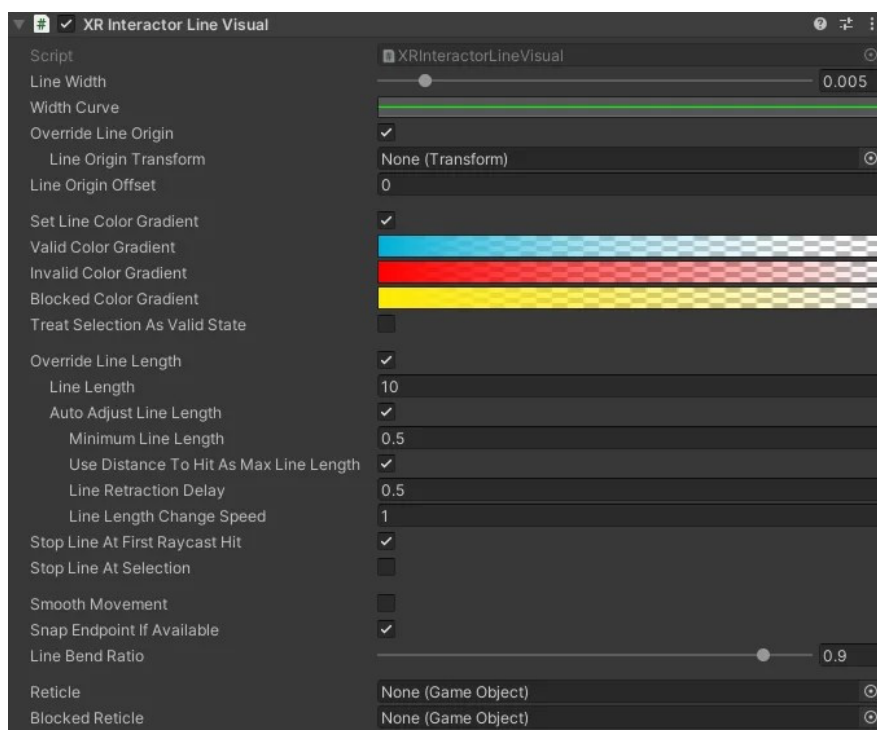 XR Interactor Line Visual
Script XRInteractorLineVisual
Line Width 0.005
Width Curve
Override Line Origin
Line Origin Transform None (Transform)
Line Origin Offset 0
Set Line Color Gradient
Valid Color Gradient
Invalid Color Gradient
Blocked Color Gradient
Treat Selection As Valid State
Override Line Length
Line Length 10
Auto Adjust Line Length
Minimum Line Length 0.5
Use Distance To Hit As Max Line Length
Line Retraction Delay 0.5
Line Length Change Speed 1
Stop Line At First Raycast Hit
Stop Line At Selection
Smooth Movement
Snap Endpoint If Available
Line Bend Ratio 0.9
Reticle None (Game Object)
Blocked Reticle None (Game Object)